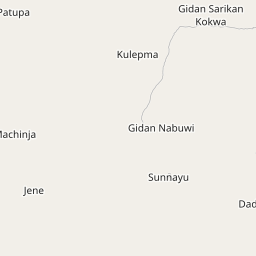 Patupa
Gidan Sarikan
Kokwa
Kulepma
Gidan Nabuwi
Machinja
Sunnayu
Jene
Dad